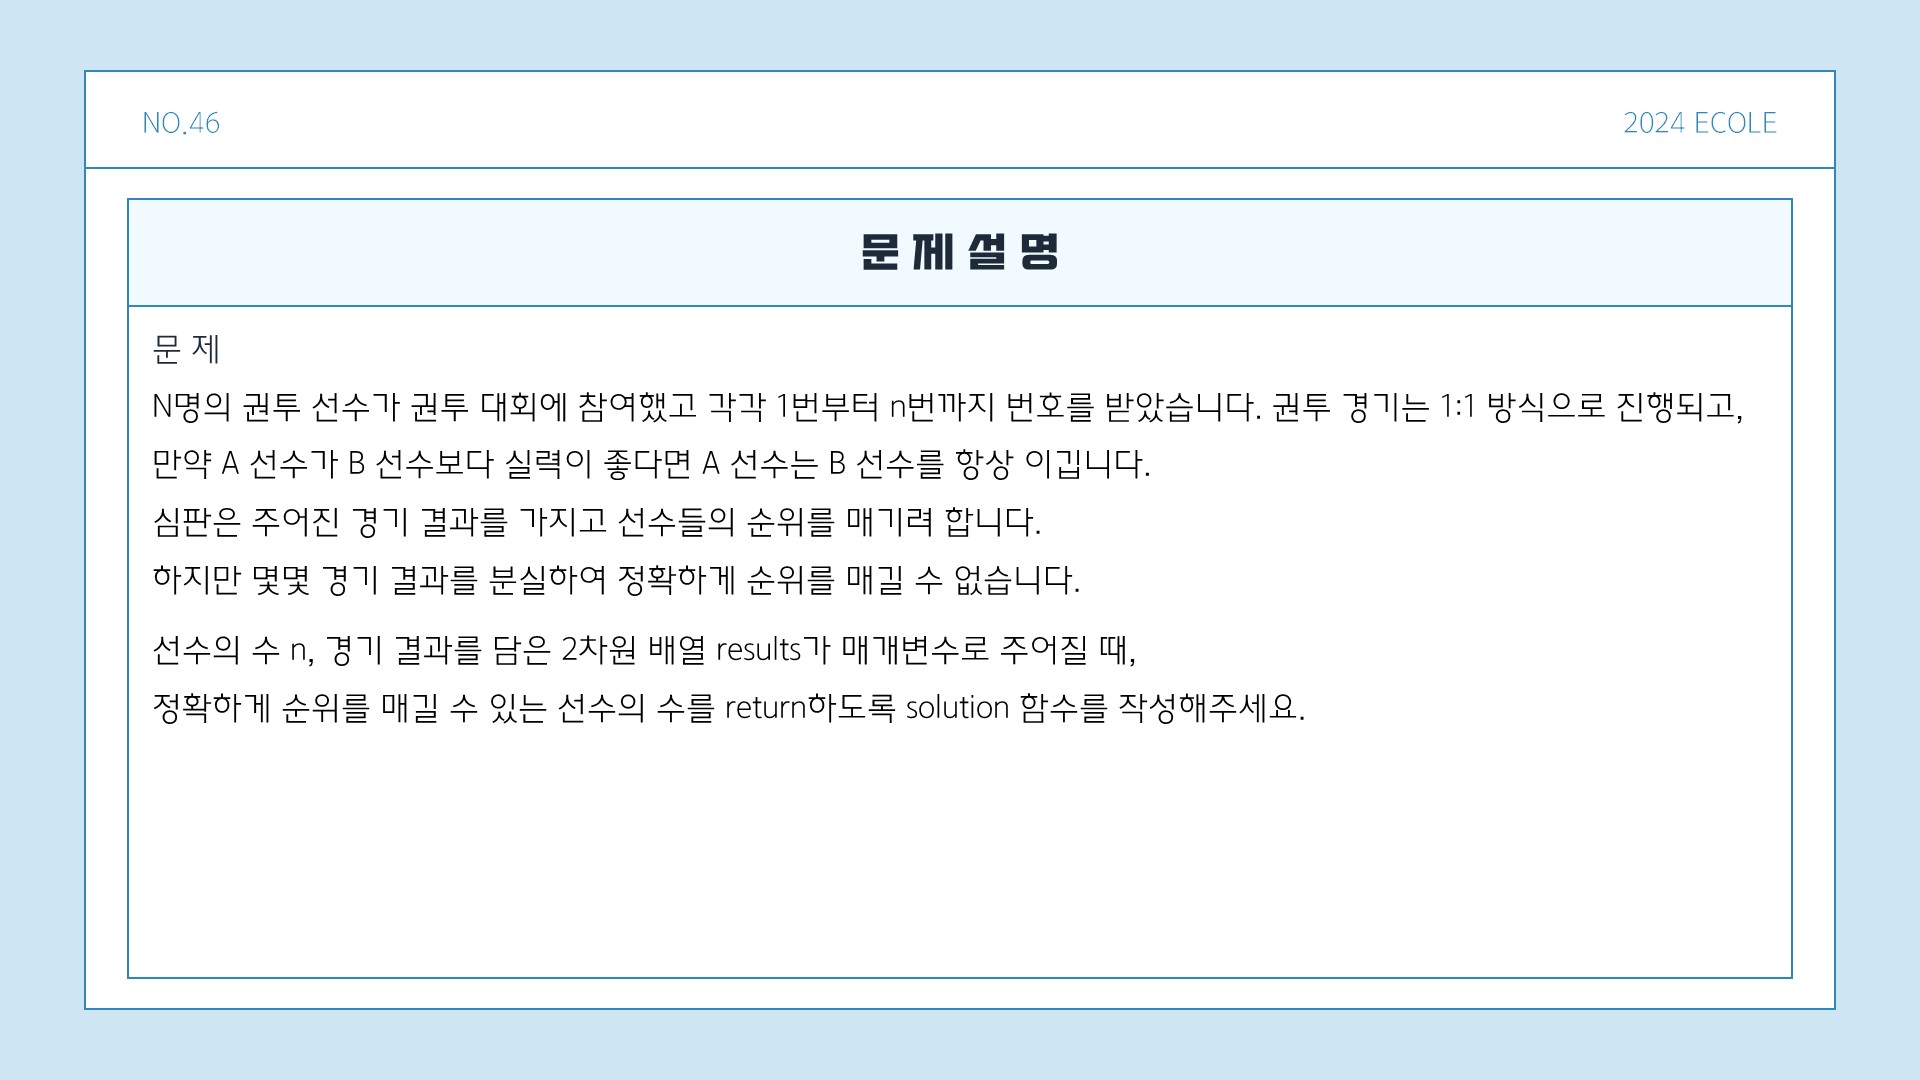 NO.46
2024 ECOLE
문제설명
문 제
N명의 권투 선수가 권투 대회에 참여했고 각각 1번부터 n번까지 번호를 받았습니다. 권투 경기는 1:1 방식으로 진행되고,
만약 A 선수가 B 선수보다 실력이 좋다면 A 선수는 B 선수를 항상 이깁니다.
심판은 주어진 경기 결과를 가지고 선수들의 순위를 매기려 합니다.
하지만 몇몇 경기 결과를 분실하여 정확하게 순위를 매길 수 없습니다.
선수의 수 n, 경기 결과를 담은 2차원 배열 results가 매개변수로 주어질 때,
정확하게 순위를 매길 수 있는 선수의 수를 return하도록 solution 함수를 작성해주세요.